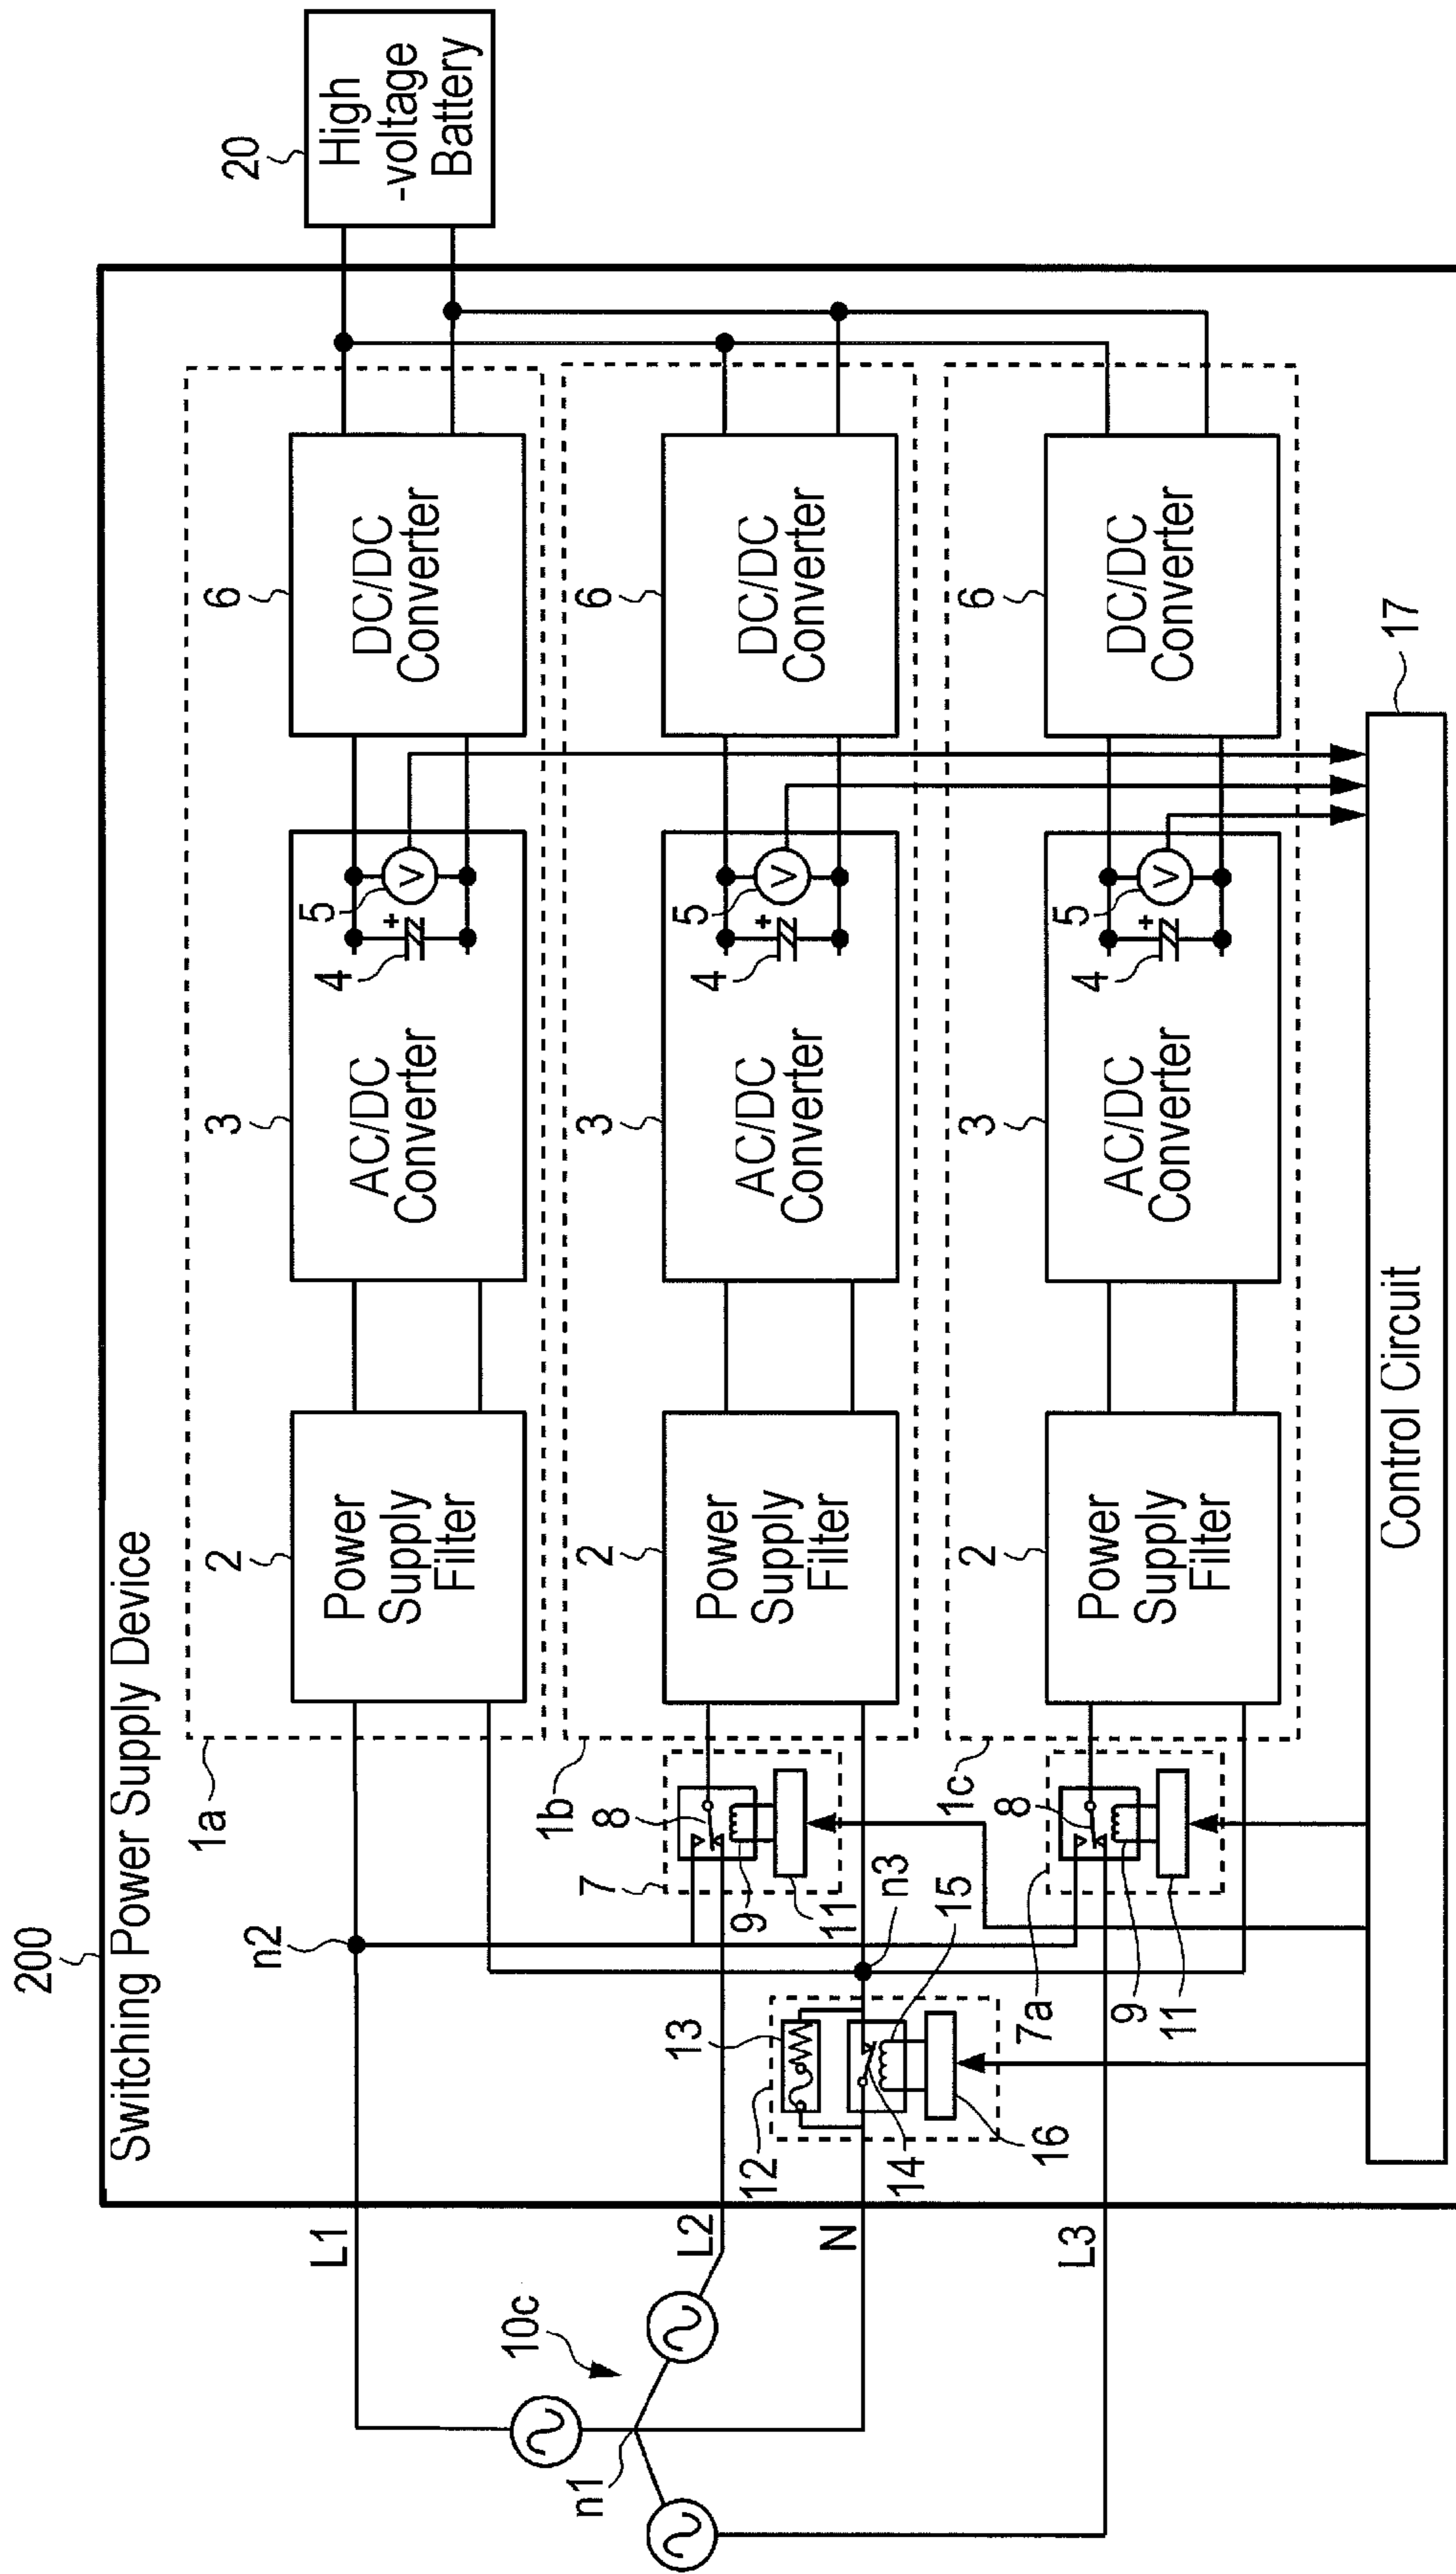 200
Switching Power Supply Device
20
High
-voltage
Battery
1a
2
Power
Supply
Filter
3
AC/DC
Converter
4
+
5
V
6
DC/DC
Converter
1b
2
Power
Supply
Filter
3
AC/DC
Converter
4
+
5
V
6
DC/DC
Converter
1c
2
Power
Supply
Filter
3
AC/DC
Converter
4
+
5
V
6
DC/DC
Converter
L1
L2
N
L3
10c
n1
n2
n3
7
8
9
11
7a
8
9
11
12
13
14
15
16
17
Control Circuit